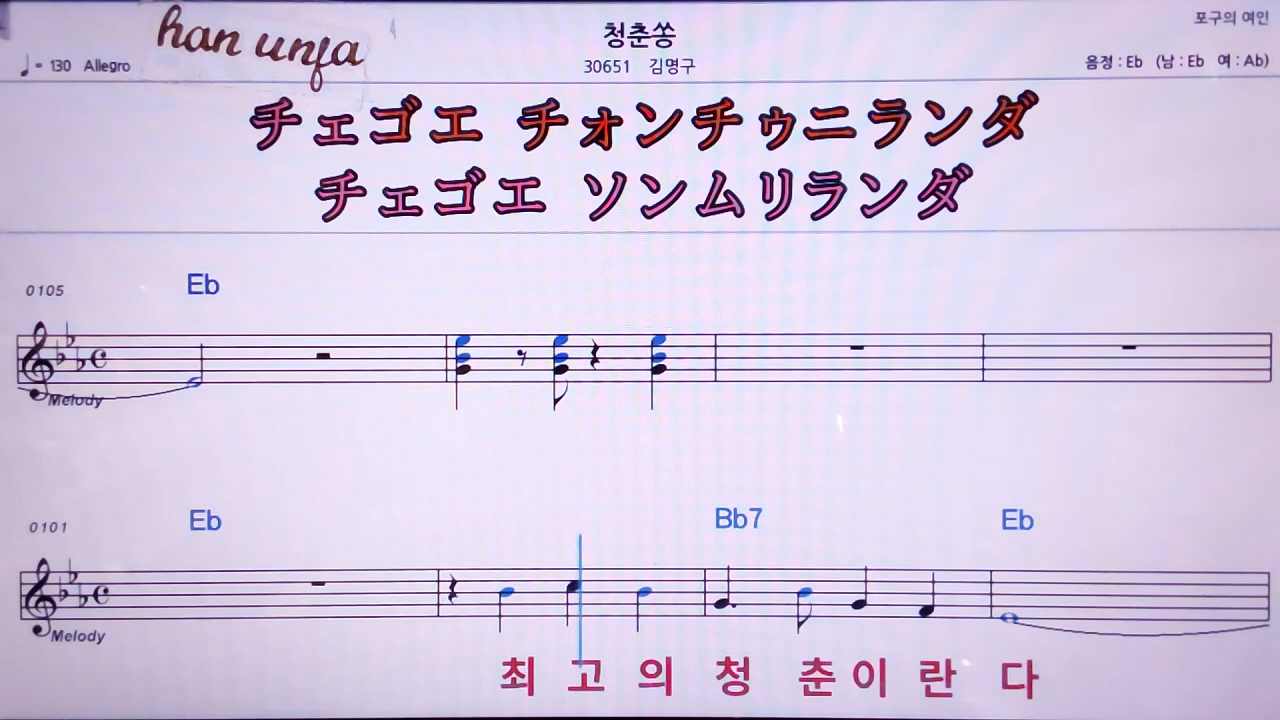 han unfa
청춘쏭
포구의 여인
♩= 130 Allegro
30651 김명구
음정 : Eb (남 : Eb 여 : Ab)
チェゴエ チォンチゥニランダ
チェゴエ ソンムリランダ
0105
Eb
Melody
0101
Eb Bb7 Eb
Melody
최 고 의 청 춘 이 란 다